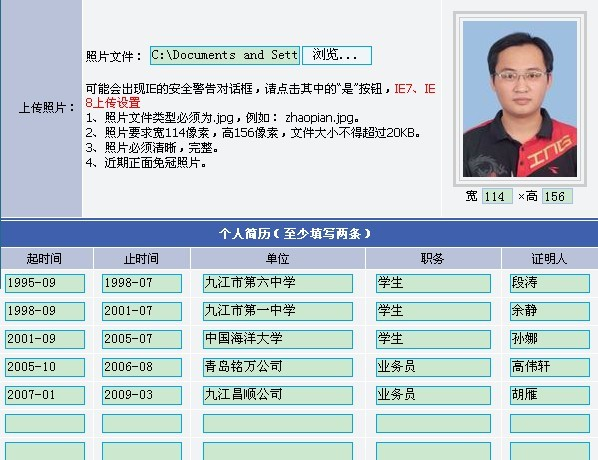 照片文件： C:\Documents and Sett 浏览...
可能会出现IE的安全警告对话框，请点击其中的“是”按钮，IE7、IE
8上传设置
上传照片：
1、照片文件类型必须为.jpg，例如： zhaopian.jpg。
2、照片要求宽114像素，高156像素，文件大小不得超过20KB。
3、照片必须清晰，完整。
4、近期正面免冠照片。
ING
宽 114 ×高 156
个人简历（至少填写两条）
起时间 止时间 单位 职务 证明人
1995-09 1998-07 九江市第六中学 学生 段涛
1998-09 2001-07 九江市第一中学 学生 余静
2001-09 2005-07 中国海洋大学 学生 孙娜
2005-10 2006-08 青岛铭万公司 业务员 高伟轩
2007-01 2009-03 九江昌顺公司 业务员 胡雁